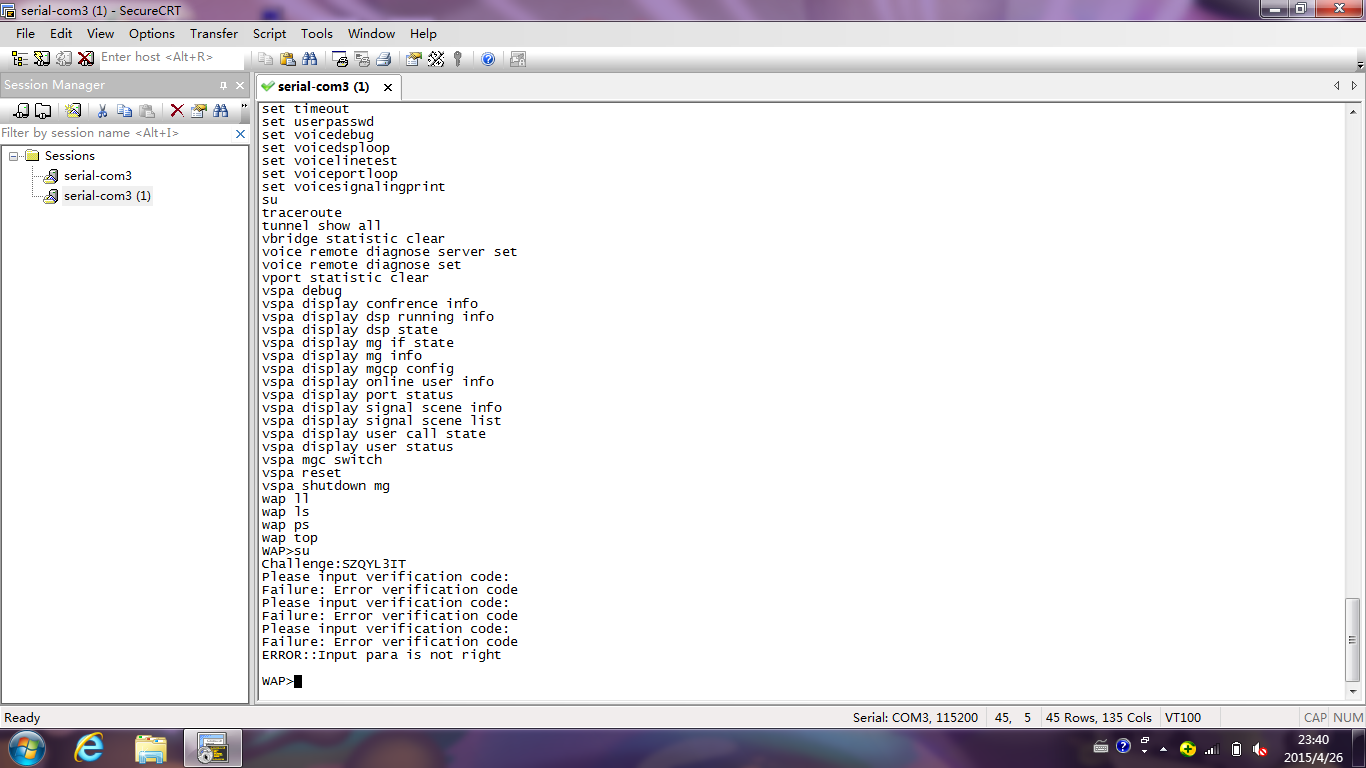 serial-com3 (1) - SecureCRT
File Edit View Options Transfer Script Tools Window Help
Enter host <Alt+R>
Session Manager
serial-com3 (1)
Filter by session name <Alt+I>
Sessions
serial-com3
serial-com3 (1)
set timeout
set userpasswd
set voicedebug
set voicedsploop
set voicelinetest
set voiceportloop
set voicesignalingprint
su
traceroute
tunnel show all
vbridge statistic clear
voice remote diagnose server set
voice remote diagnose set
vport statistic clear
vspa debug
vspa display confrence info
vspa display dsp running info
vspa display dsp state
vspa display mg if state
vspa display mg info
vspa display mgcp config
vspa display online user info
vspa display port status
vspa display signal scene info
vspa display signal scene list
vspa display user call state
vspa display user status
vspa mgc switch
vspa reset
vspa shutdown mg
wap ll
wap ls
wap ps
wap top
WAP>su
Challenge:SZQYL3IT
Please input verification code:
Failure: Error verification code
Please input verification code:
Failure: Error verification code
Please input verification code:
Failure: Error verification code
ERROR::Input para is not right
WAP>
Ready
Serial: COM3, 115200 45, 5 45 Rows, 135 Cols VT100 CAP NUM
23:40
2015/4/26